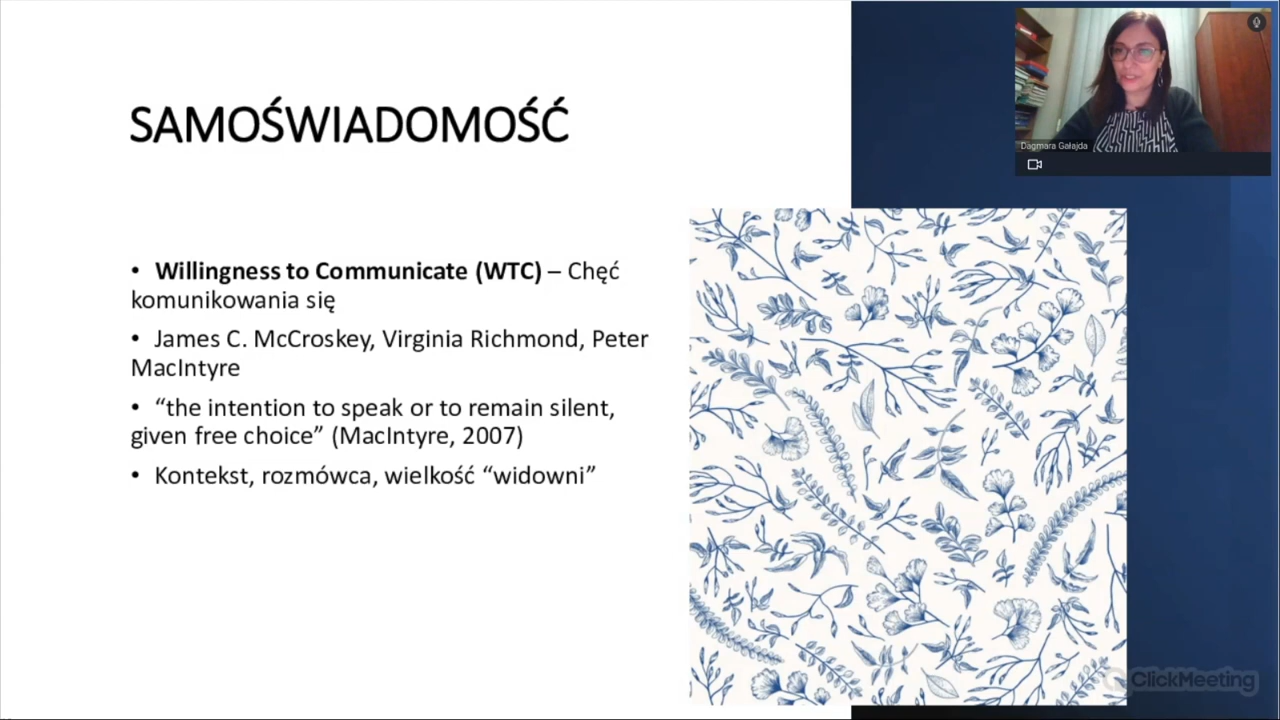 SAMOŚWIADOMOŚĆ
• Willingness to Communicate (WTC) – Chęć
komunikowania się
• James C. McCroskey, Virginia Richmond, Peter
MacIntyre
• “the intention to speak or to remain silent,
given free choice” (MacIntyre, 2007)
• Kontekst, rozmówca, wielkość “widowni”
Dagmara Gałajda
ClickMeeting